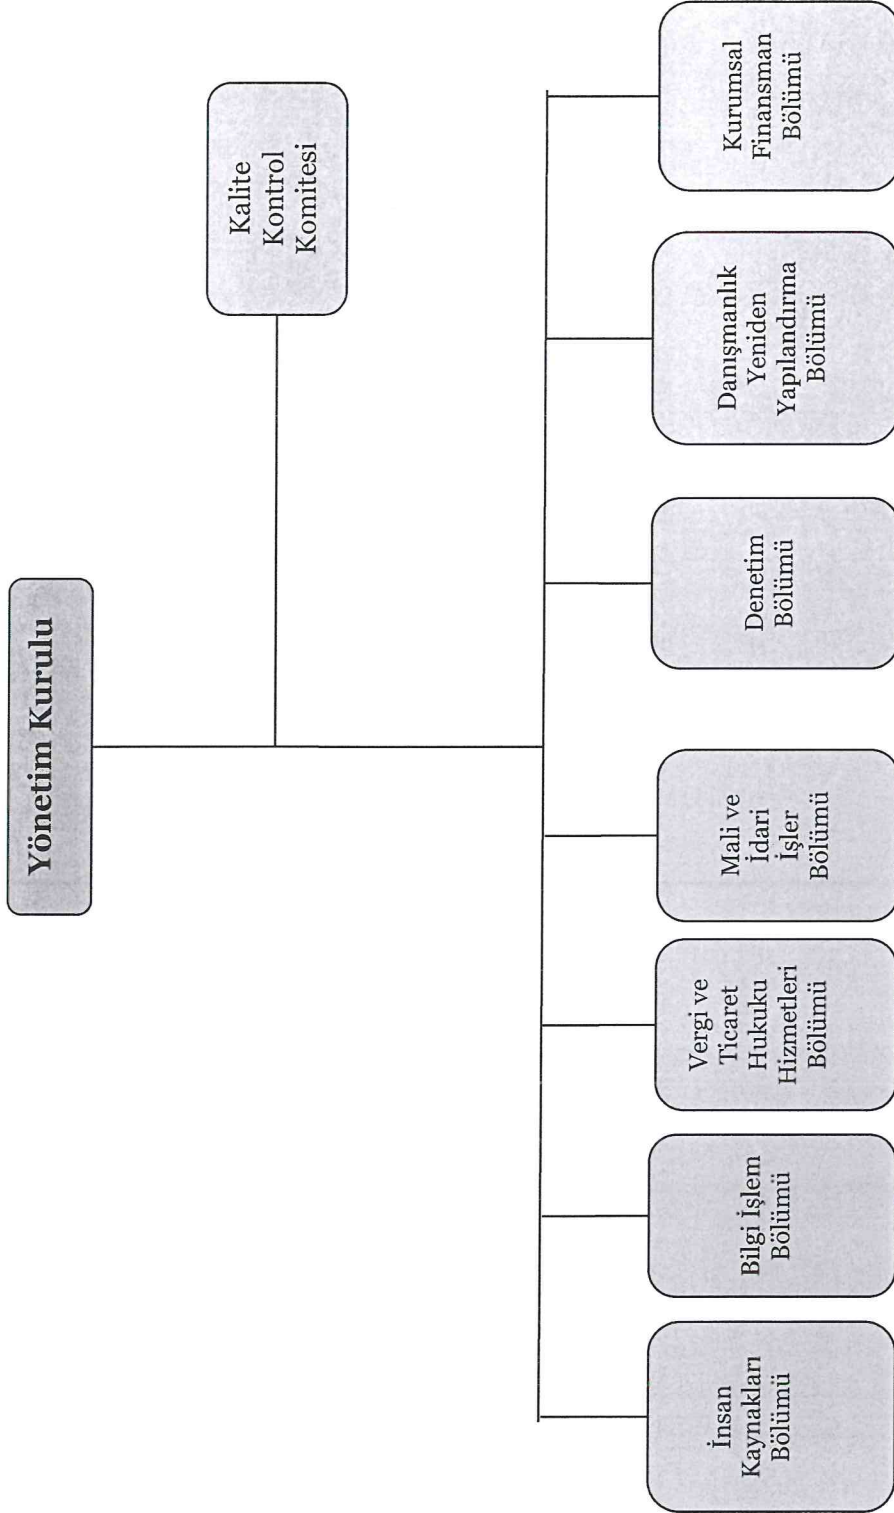 Yönetim Kurulu
Kalite
Kontrol
Komitesi
İnsan
Kaynakları
Bölümü
Bilgi İşlem
Bölümü
Vergi ve
Ticaret
Hukuku
Hizmetleri
Bölümü
Mali ve
İdari
İşler
Bölümü
Denetim
Bölümü
Danışmanlık
Yeniden
Yapılandırma
Bölümü
Kurumsal
Finansman
Bölümü